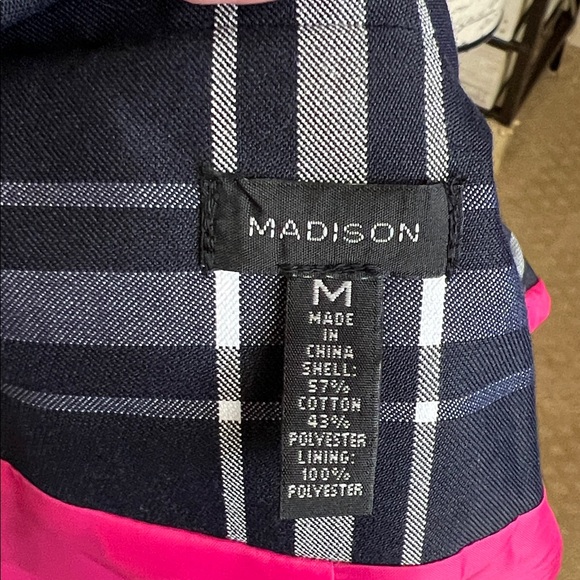 MADISON
M
MADE
IN
CHINA
SHELL:
57%
COTTON
43%
POLYESTER
LINING:
100%
POLYESTER